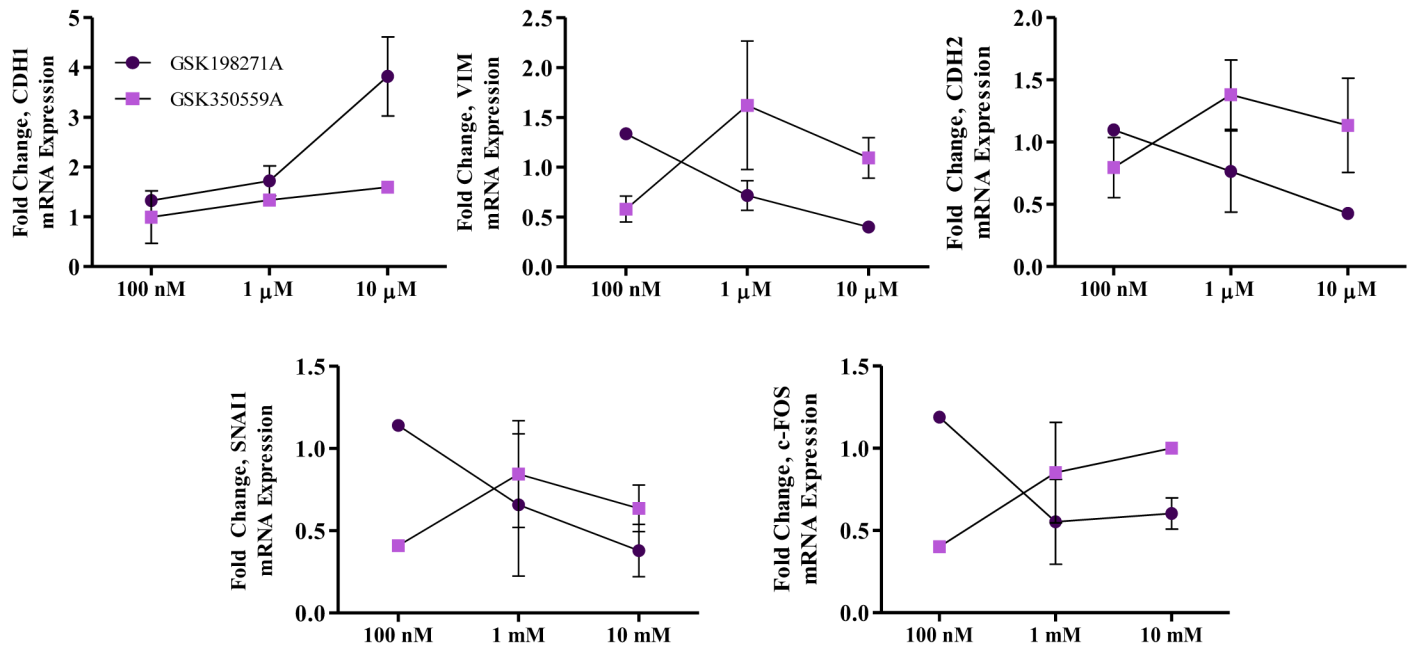 Fold Change, CDH1
mRNA Expression
5
4
3
2
1
0
GSK198271A
GSK350559A
100 nM 1 μM 10 μM
Fold Change, VIM
mRNA Expression
2.5
2.0
1.5
1.0
0.5
0.0
100 nM 1 μM 10 μM
Fold Change, CDH2
mRNA Expression
2.0
1.5
1.0
0.5
0.0
100 nM 1 μM 10 μM
Fold Change, SNAI1
mRNA Expression
1.5
1.0
0.5
0.0
100 nM 1 mM 10 mM
Fold Change, c-FOS
mRNA Expression
1.5
1.0
0.5
0.0
100 nM 1 mM 10 mM